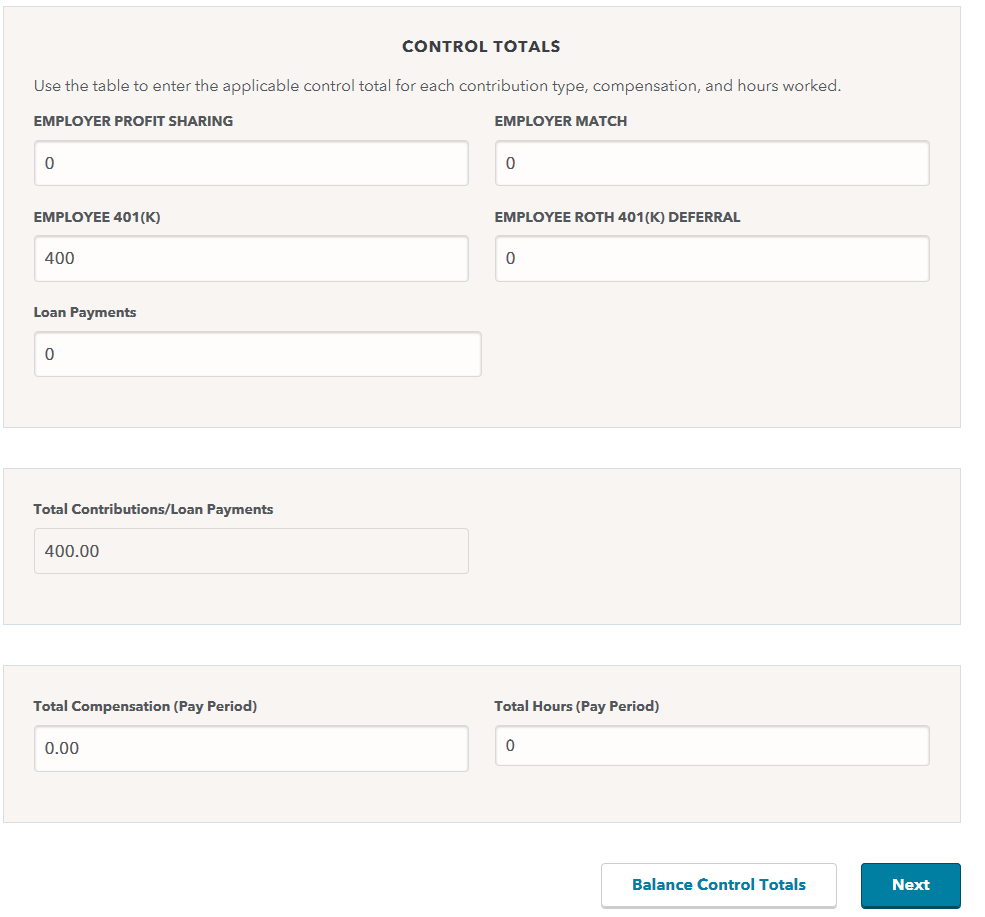 CONTROL TOTALS
Use the table to enter the applicable control total for each contribution type, compensation, and hours worked.
EMPLOYER PROFIT SHARING
EMPLOYER MATCH
0
0
EMPLOYEE 401(K)
EMPLOYEE ROTH 401(K) DEFERRAL
400
0
Loan Payments
0
Total Contributions/Loan Payments
400.00
Total Compensation (Pay Period)
Total Hours (Pay Period)
0.00
0
Balance Control Totals
Next